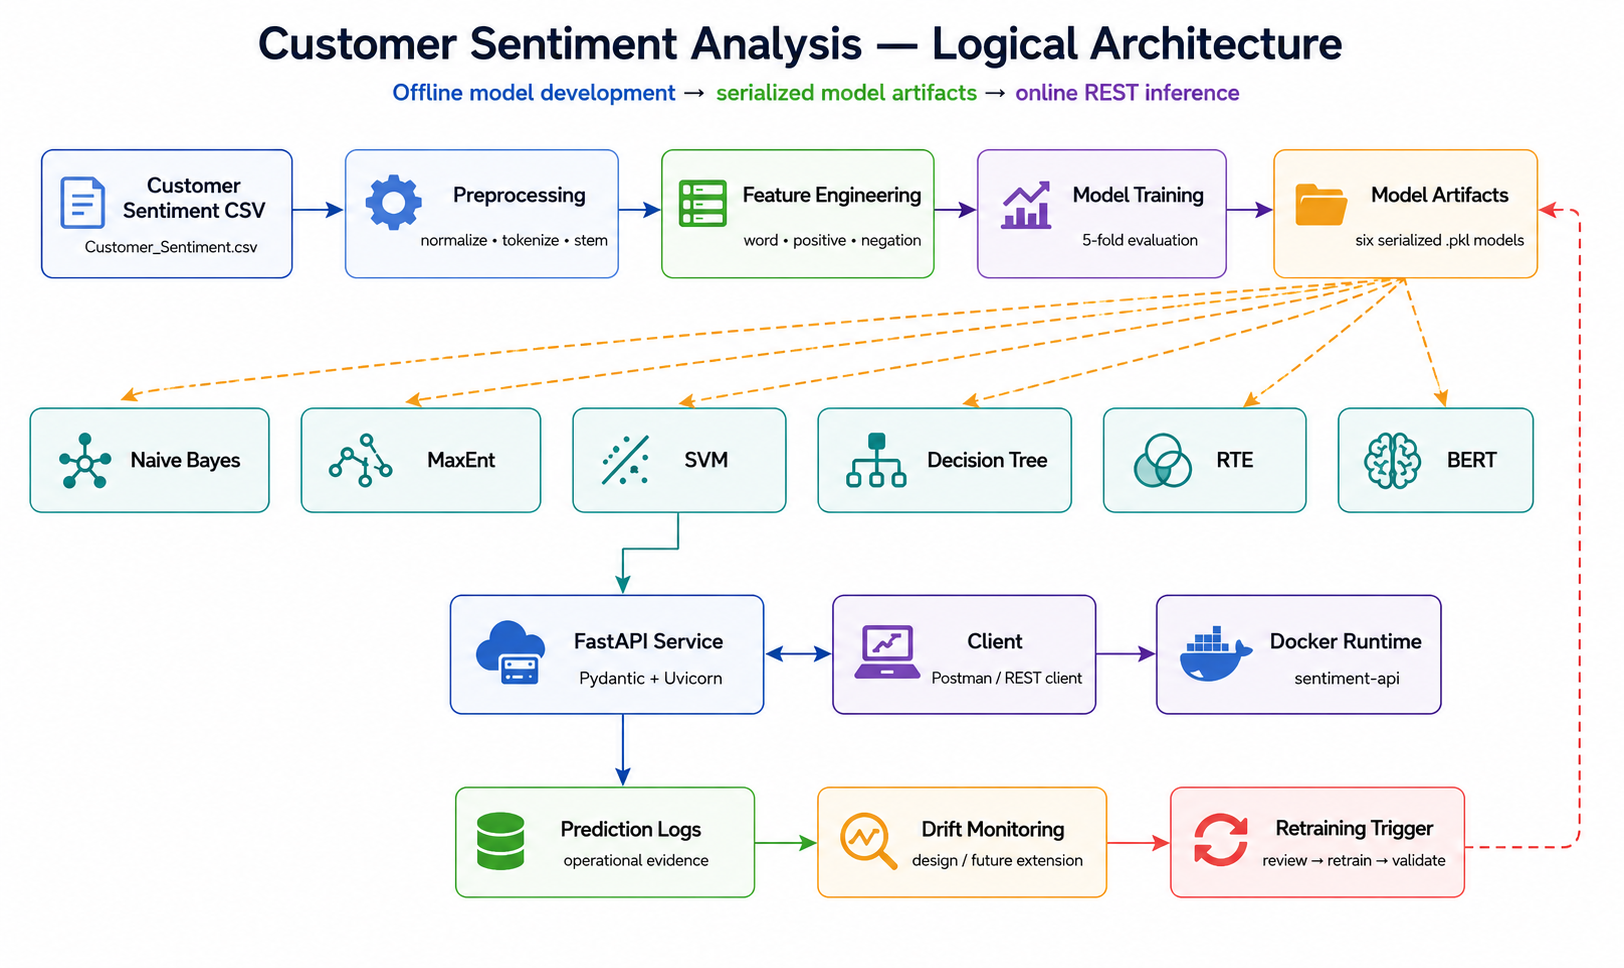 Customer Sentiment Analysis — Logical Architecture
Offline model development → serialized model artifacts → online REST inference
Customer
Sentiment CSV
Customer_Sentiment.csv
Preprocessing
normalize • tokenize • stem
Feature Engineering
word • positive • negation
Model Training
5-fold evaluation
Model Artifacts
six serialized .pkl models
Naive Bayes
MaxEnt
SVM
Decision Tree
RTE
BERT
FastAPI Service
Pydantic + Uvicorn
Client
Postman / REST client
Docker Runtime
sentiment-api
Prediction Logs
operational evidence
Drift Monitoring
design / future extension
Retraining Trigger
review → retrain → validate